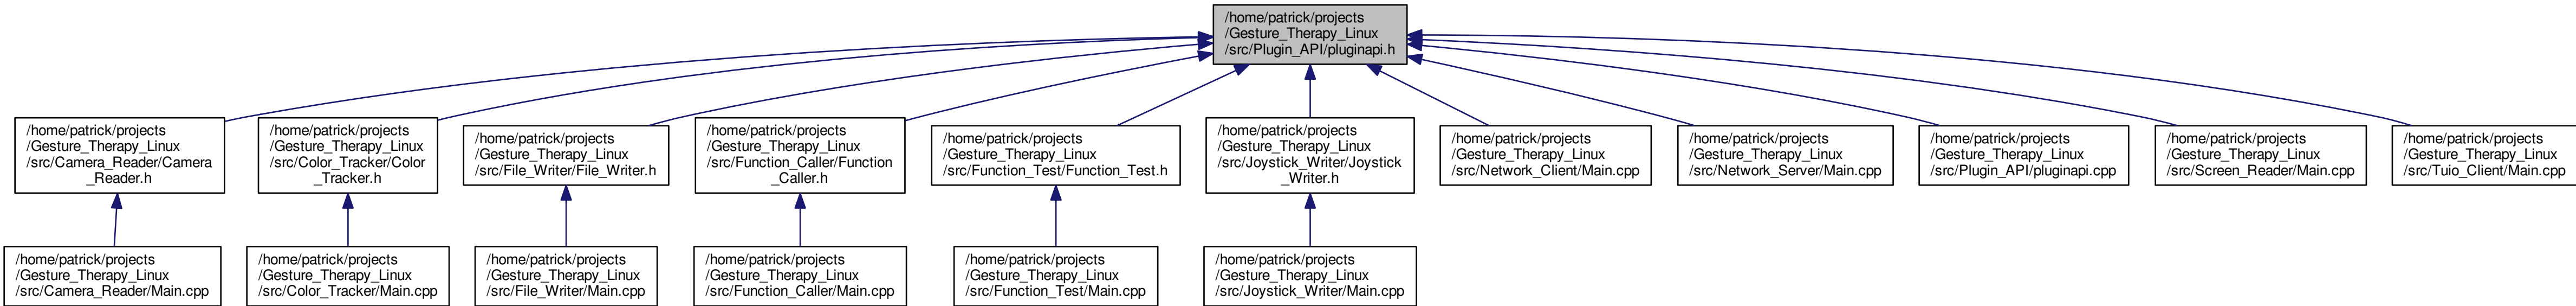 /home/patrick/projects
/Gesture_Therapy_Linux
/src/Plugin_API/pluginapi.h
/home/patrick/projects
/Gesture_Therapy_Linux
/src/Camera_Reader/Camera
_Reader.h
/home/patrick/projects
/Gesture_Therapy_Linux
/src/Color_Tracker/Color
_Tracker.h
/home/patrick/projects
/Gesture_Therapy_Linux
/src/File_Writer/File_Writer.h
/home/patrick/projects
/Gesture_Therapy_Linux
/src/Function_Caller/Function
_Caller.h
/home/patrick/projects
/Gesture_Therapy_Linux
/src/Function_Test/Function_Test.h
/home/patrick/projects
/Gesture_Therapy_Linux
/src/Joystick_Writer/Joystick
_Writer.h
/home/patrick/projects
/Gesture_Therapy_Linux
/src/Network_Client/Main.cpp
/home/patrick/projects
/Gesture_Therapy_Linux
/src/Network_Server/Main.cpp
/home/patrick/projects
/Gesture_Therapy_Linux
/src/Plugin_API/pluginapi.cpp
/home/patrick/projects
/Gesture_Therapy_Linux
/src/Screen_Reader/Main.cpp
/home/patrick/projects
/Gesture_Therapy_Linux
/src/Tuio_Client/Main.cpp
/home/patrick/projects
/Gesture_Therapy_Linux
/src/Camera_Reader/Main.cpp
/home/patrick/projects
/Gesture_Therapy_Linux
/src/Color_Tracker/Main.cpp
/home/patrick/projects
/Gesture_Therapy_Linux
/src/File_Writer/Main.cpp
/home/patrick/projects
/Gesture_Therapy_Linux
/src/Function_Caller/Main.cpp
/home/patrick/projects
/Gesture_Therapy_Linux
/src/Function_Test/Main.cpp
/home/patrick/projects
/Gesture_Therapy_Linux
/src/Joystick_Writer/Main.cpp